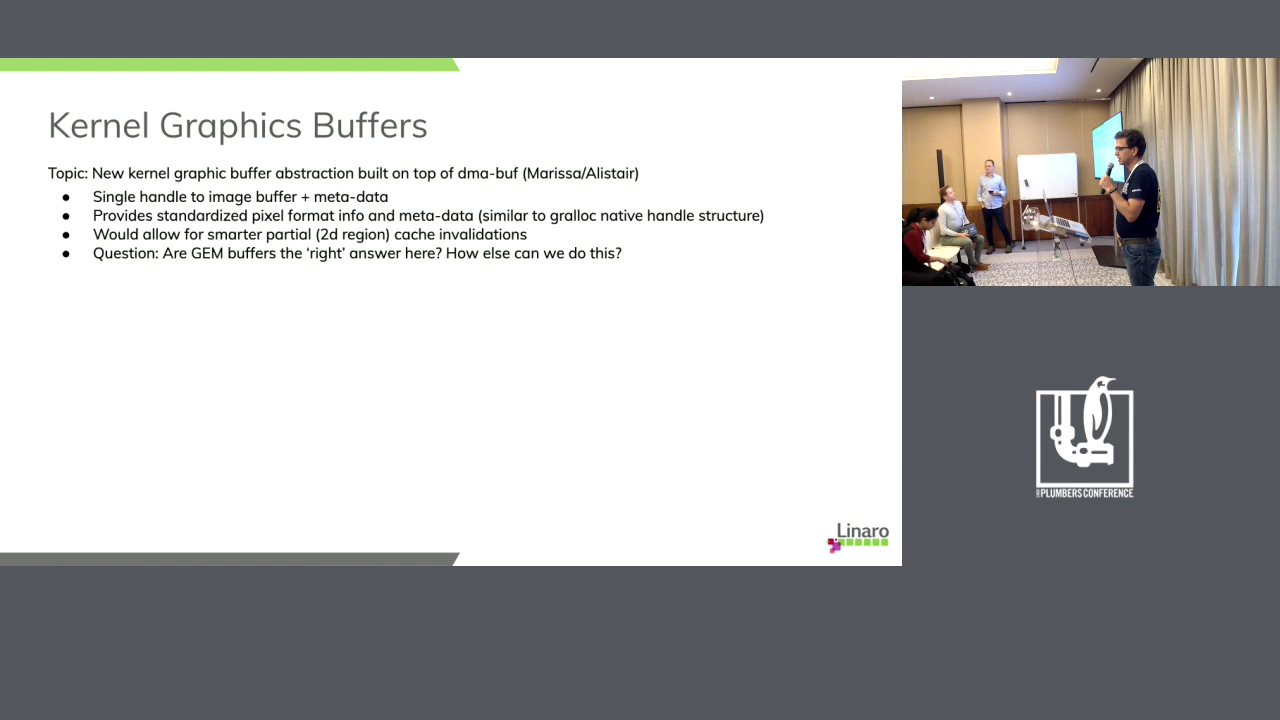 Kernel Graphics Buffers
Topic: New kernel graphic buffer abstraction built on top of dma-buf (Marissa/Alistair)
● Single handle to image buffer + meta-data
● Provides standardized pixel format info and meta-data (similar to gralloc native handle structure)
● Would allow for smarter partial (2d region) cache invalidations
● Question: Are GEM buffers the ‘right’ answer here? How else can we do this?
Linaro
PLUMBERS CONFERENCE